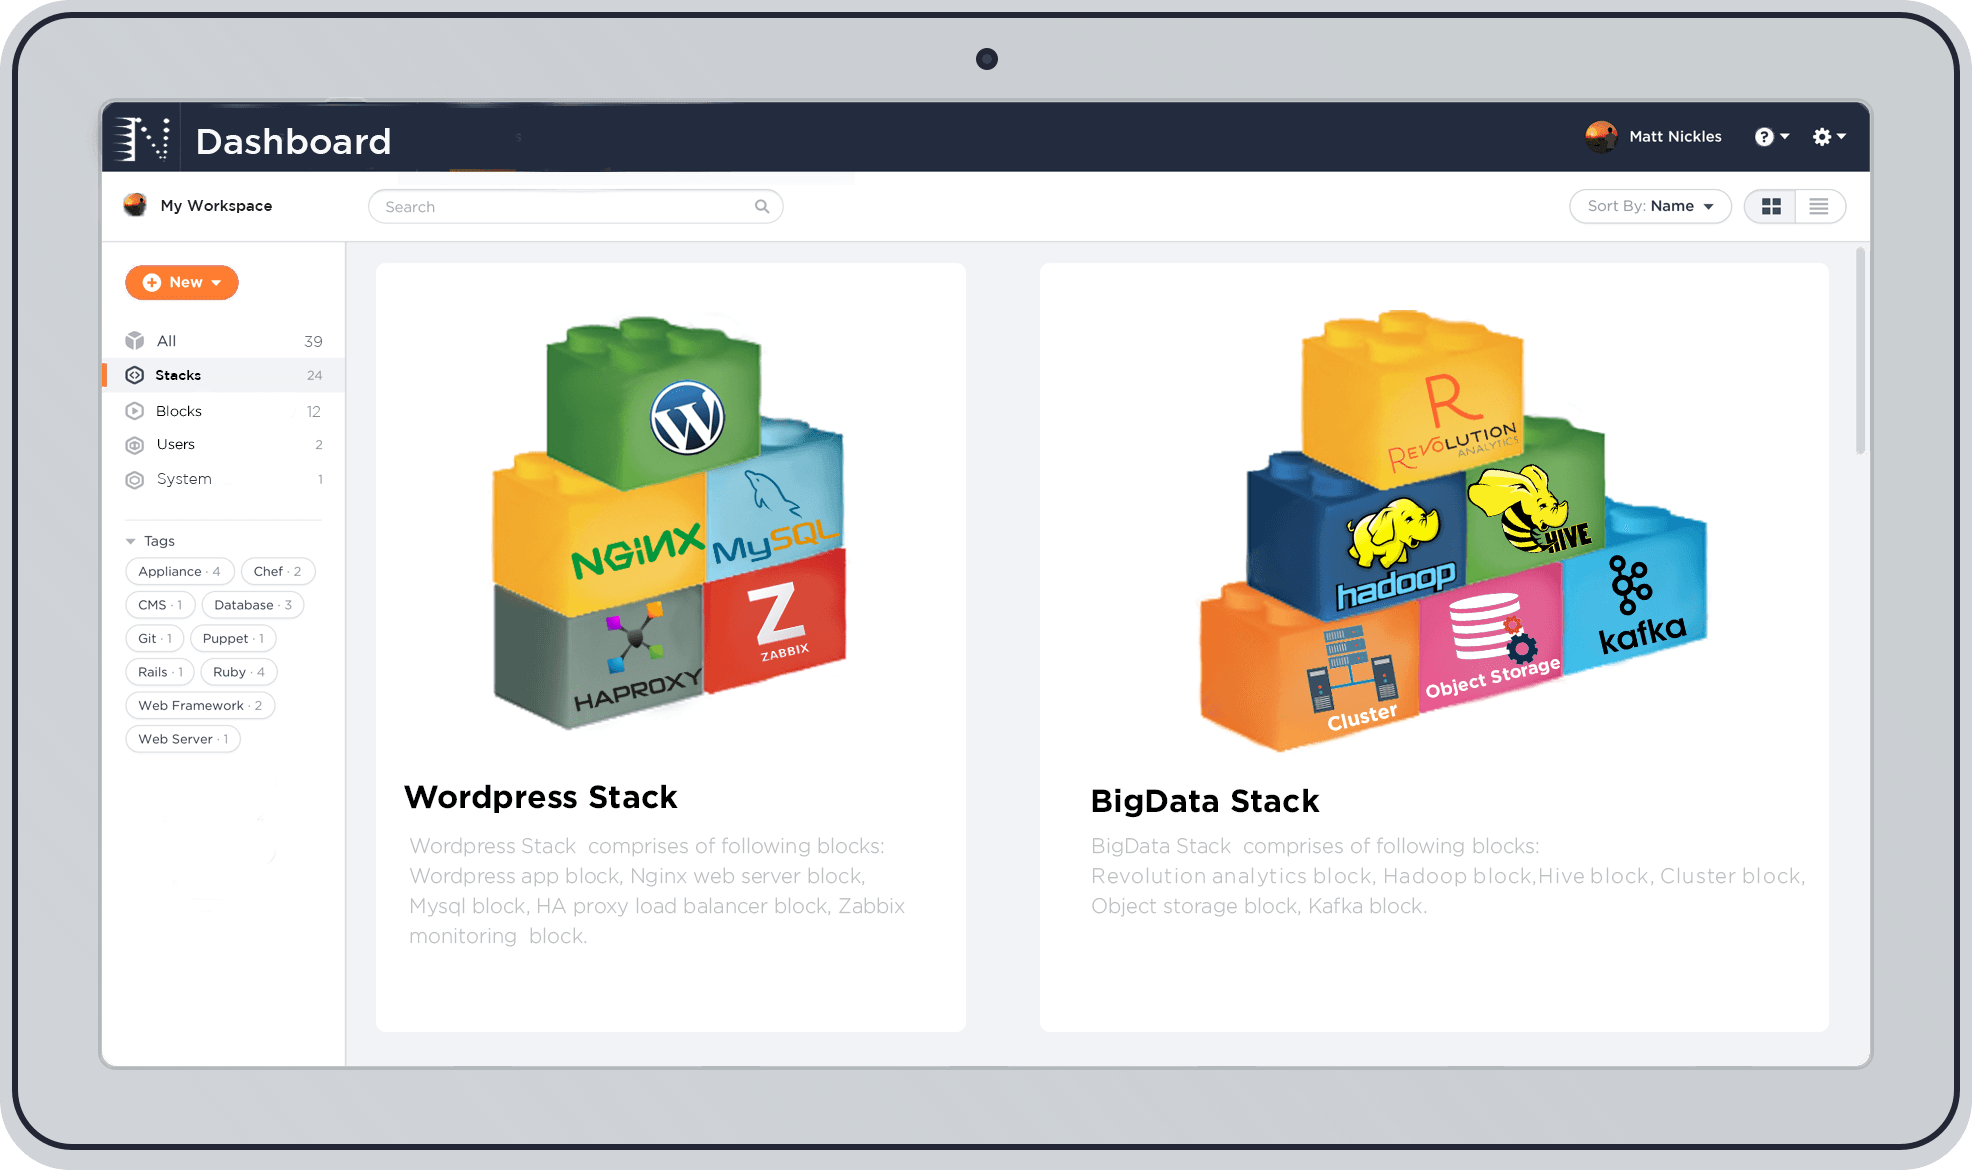 Dashboard
Matt Nickles
My Workspace
Search
Sort By: Name
New
All 39
Stacks 24
Blocks 12
Users 2
System 1
Tags
Appliance · 4
Chef · 2
CMS · 1
Database · 3
Git · 1
Puppet · 1
Rails · 1
Ruby · 4
Web Framework · 2
Web Server · 1
W
NGiNX
MySQL
HAPROXY
Z
ZABBIX
Wordpress Stack
Wordpress Stack comprises of following blocks:
Wordpress app block, Nginx web server block,
Mysql block, HA proxy load balancer block, Zabbix
monitoring block.
R
REVOLUTION
ANALYTICS
hadoop
HIVE
Cluster
Object Storage
kafka
BigData Stack
BigData Stack comprises of following blocks:
Revolution analytics block, Hadoop block,Hive block, Cluster block,
Object storage block, Kafka block.